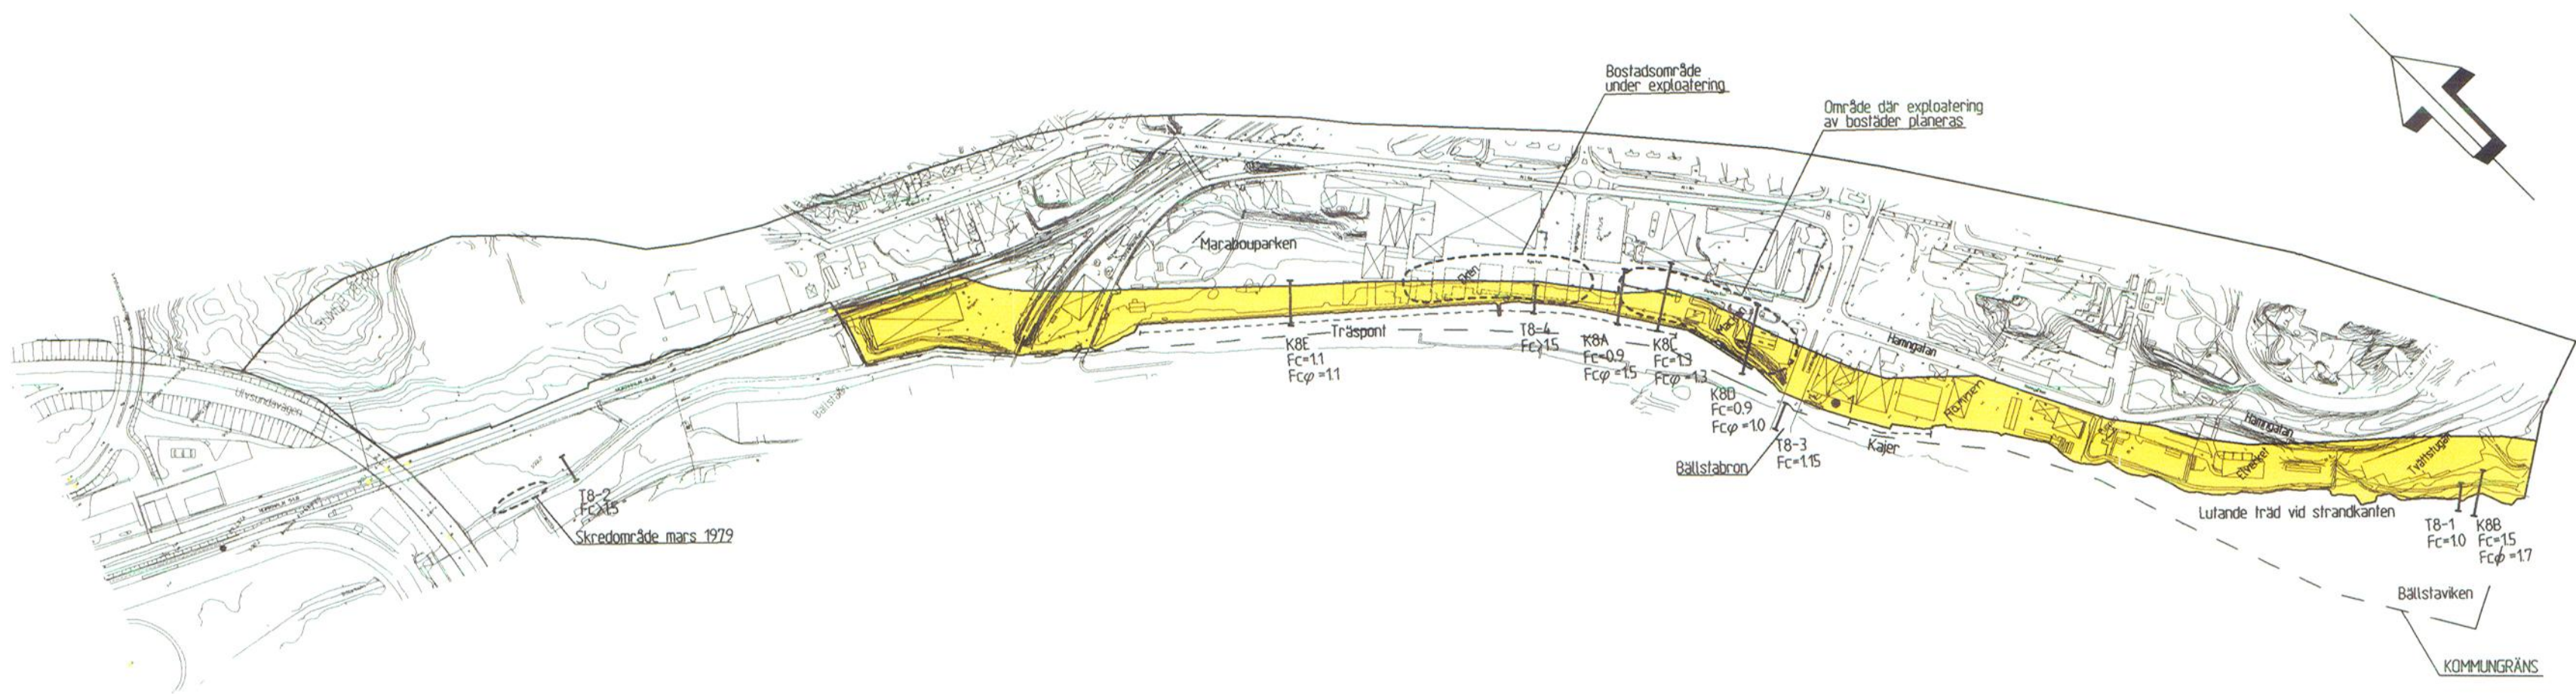 Bostadsområde
under exploatering
Område där exploatering
av bostäder planeras
Marabouparken
Ulvsundavägen
Bällstaån
Träspont
K8E
Fc=1.1
Fcφ =1.1
T8-4
Fc>1.5
K8A
Fc=0.9
Fcφ =1.5
K8C
Fc=1.3
Fcφ =1.3
K8D
Fc=0.9
Fcφ =1.0
Bällstabron
T8-3
Fc=1.15
Kajer
Hamngatan
Hamnen
Hamngatan
Elverket
Tvättstugan
T8-2
Fc>1.5
Skredområde mars 1979
Lutande träd vid strandkanten
T8-1
Fc=1.0
K8B
Fc=1.5
Fcφ =1.7
Bällstaviken
KOMMUNGRÄNS